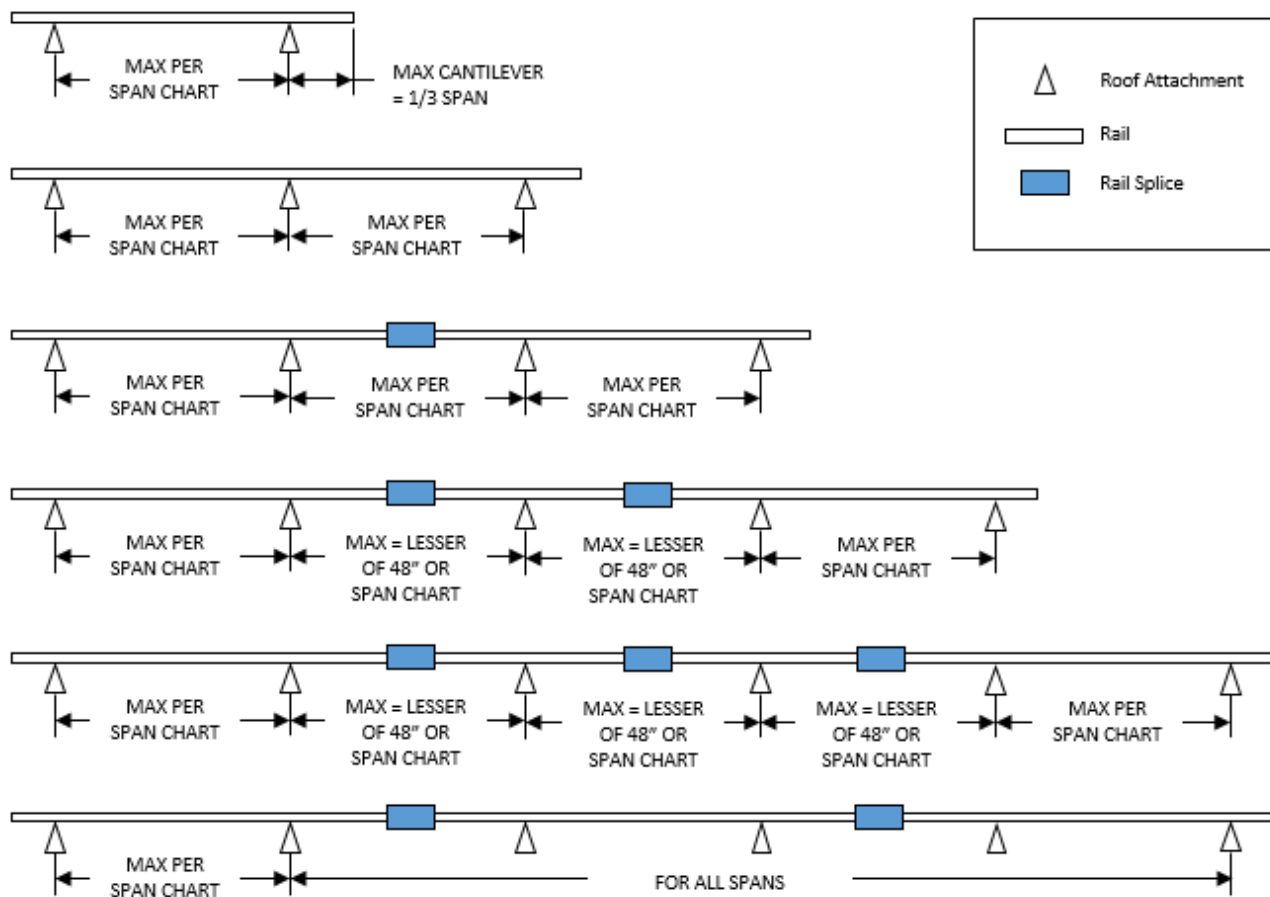 MAX PER
SPAN CHART
MAX CANTILEVER
= 1/3 SPAN
Roof Attachment
Rail
Rail Splice
MAX PER
SPAN CHART
MAX PER
SPAN CHART
MAX PER
SPAN CHART
MAX PER
SPAN CHART
MAX PER
SPAN CHART
MAX PER
SPAN CHART
MAX = LESSER
OF 48” OR
SPAN CHART
MAX = LESSER
OF 48” OR
SPAN CHART
MAX PER
SPAN CHART
MAX PER
SPAN CHART
MAX = LESSER
OF 48” OR
SPAN CHART
MAX = LESSER
OF 48” OR
SPAN CHART
MAX = LESSER
OF 48” OR
SPAN CHART
MAX PER
SPAN CHART
MAX PER
SPAN CHART
FOR ALL SPANS